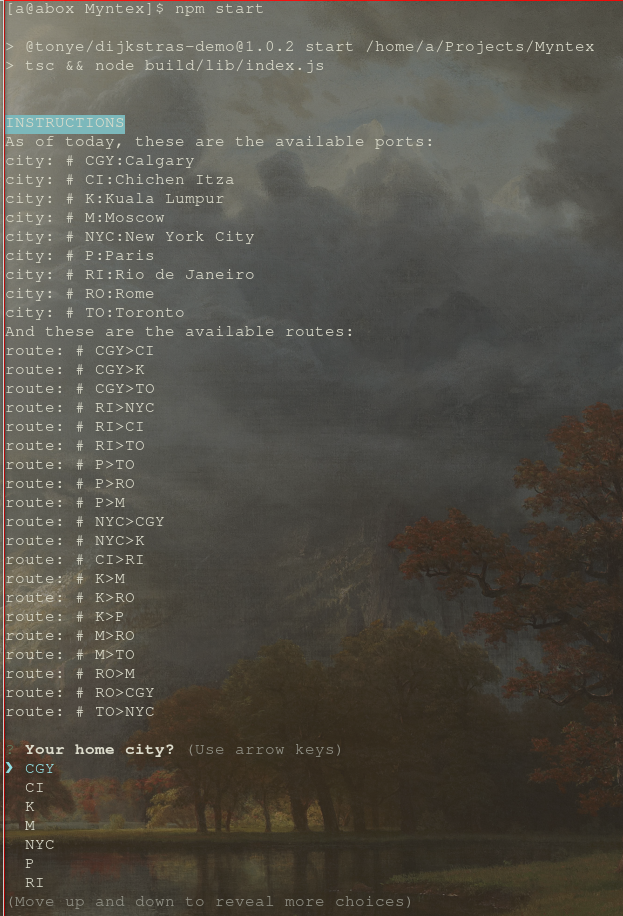 [a@abox Myntex]$ npm start
> @tonye/dijkstras-demo@1.0.2 start /home/a/Projects/Myntex
> tsc && node build/lib/index.js
INSTRUCTIONS
As of today, these are the available ports:
city: # CGY:Calgary
city: # CI:Chichen Itza
city: # K:Kuala Lumpur
city: # M:Moscow
city: # NYC:New York City
city: # P:Paris
city: # RI:Rio de Janeiro
city: # RO:Rome
city: # TO:Toronto
And these are the available routes:
route: # CGY>CI
route: # CGY>K
route: # CGY>TO
route: # RI>NYC
route: # RI>CI
route: # RI>TO
route: # P>TO
route: # P>RO
route: # P>M
route: # NYC>CGY
route: # NYC>K
route: # CI>RI
route: # K>M
route: # K>RO
route: # K>P
route: # M>RO
route: # M>TO
route: # RO>M
route: # RO>CGY
route: # TO>NYC
? Your home city? (Use arrow keys)
❯ CGY
CI
K
M
NYC
P
RI
(Move up and down to reveal more choices)